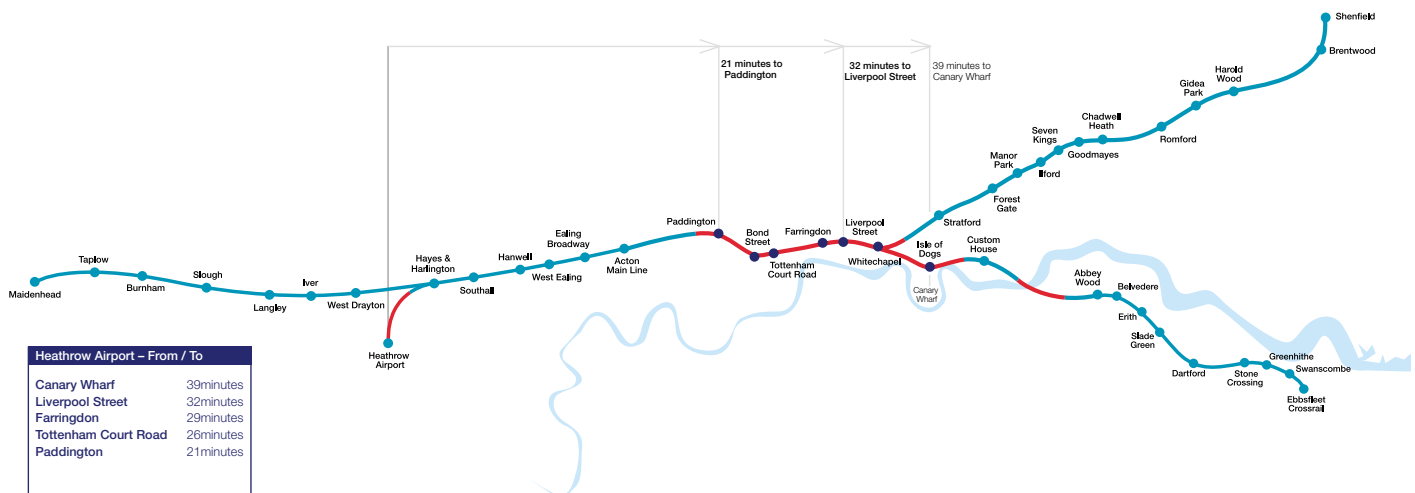 Shenfield
Brentwood
21 minutes to
Paddington
32 minutes to
Liverpool Street
39 minutes to
Canary Wharf
Harold
Wood
Gidea
Park
Romford
Chadwell
Heath
Goodmayes
Seven
Kings
Ilford
Manor
Park
Forest
Gate
Stratford
Paddington
Bond
Street
Tottenham
Court Road
Farringdon
Liverpool
Street
Whitechapel
Isle of
Dogs
Canary
Wharf
Custom
House
Ealing
Broadway
Acton
Main Line
Hanwell
West Ealing
Hayes &
Harlington
Southall
Taplow
Maidenhead
Burnham
Slough
Langley
Iver
West Drayton
Heathrow
Airport
Abbey
Wood
Belvedere
Erith
Slade
Green
Dartford
Stone
Crossing
Greenhithe
Swanscombe
Ebbsfleet
Crossrail
Heathrow Airport – From / To
Canary Wharf 39minutes
Liverpool Street 32minutes
Farringdon 29minutes
Tottenham Court Road 26minutes
Paddington 21minutes